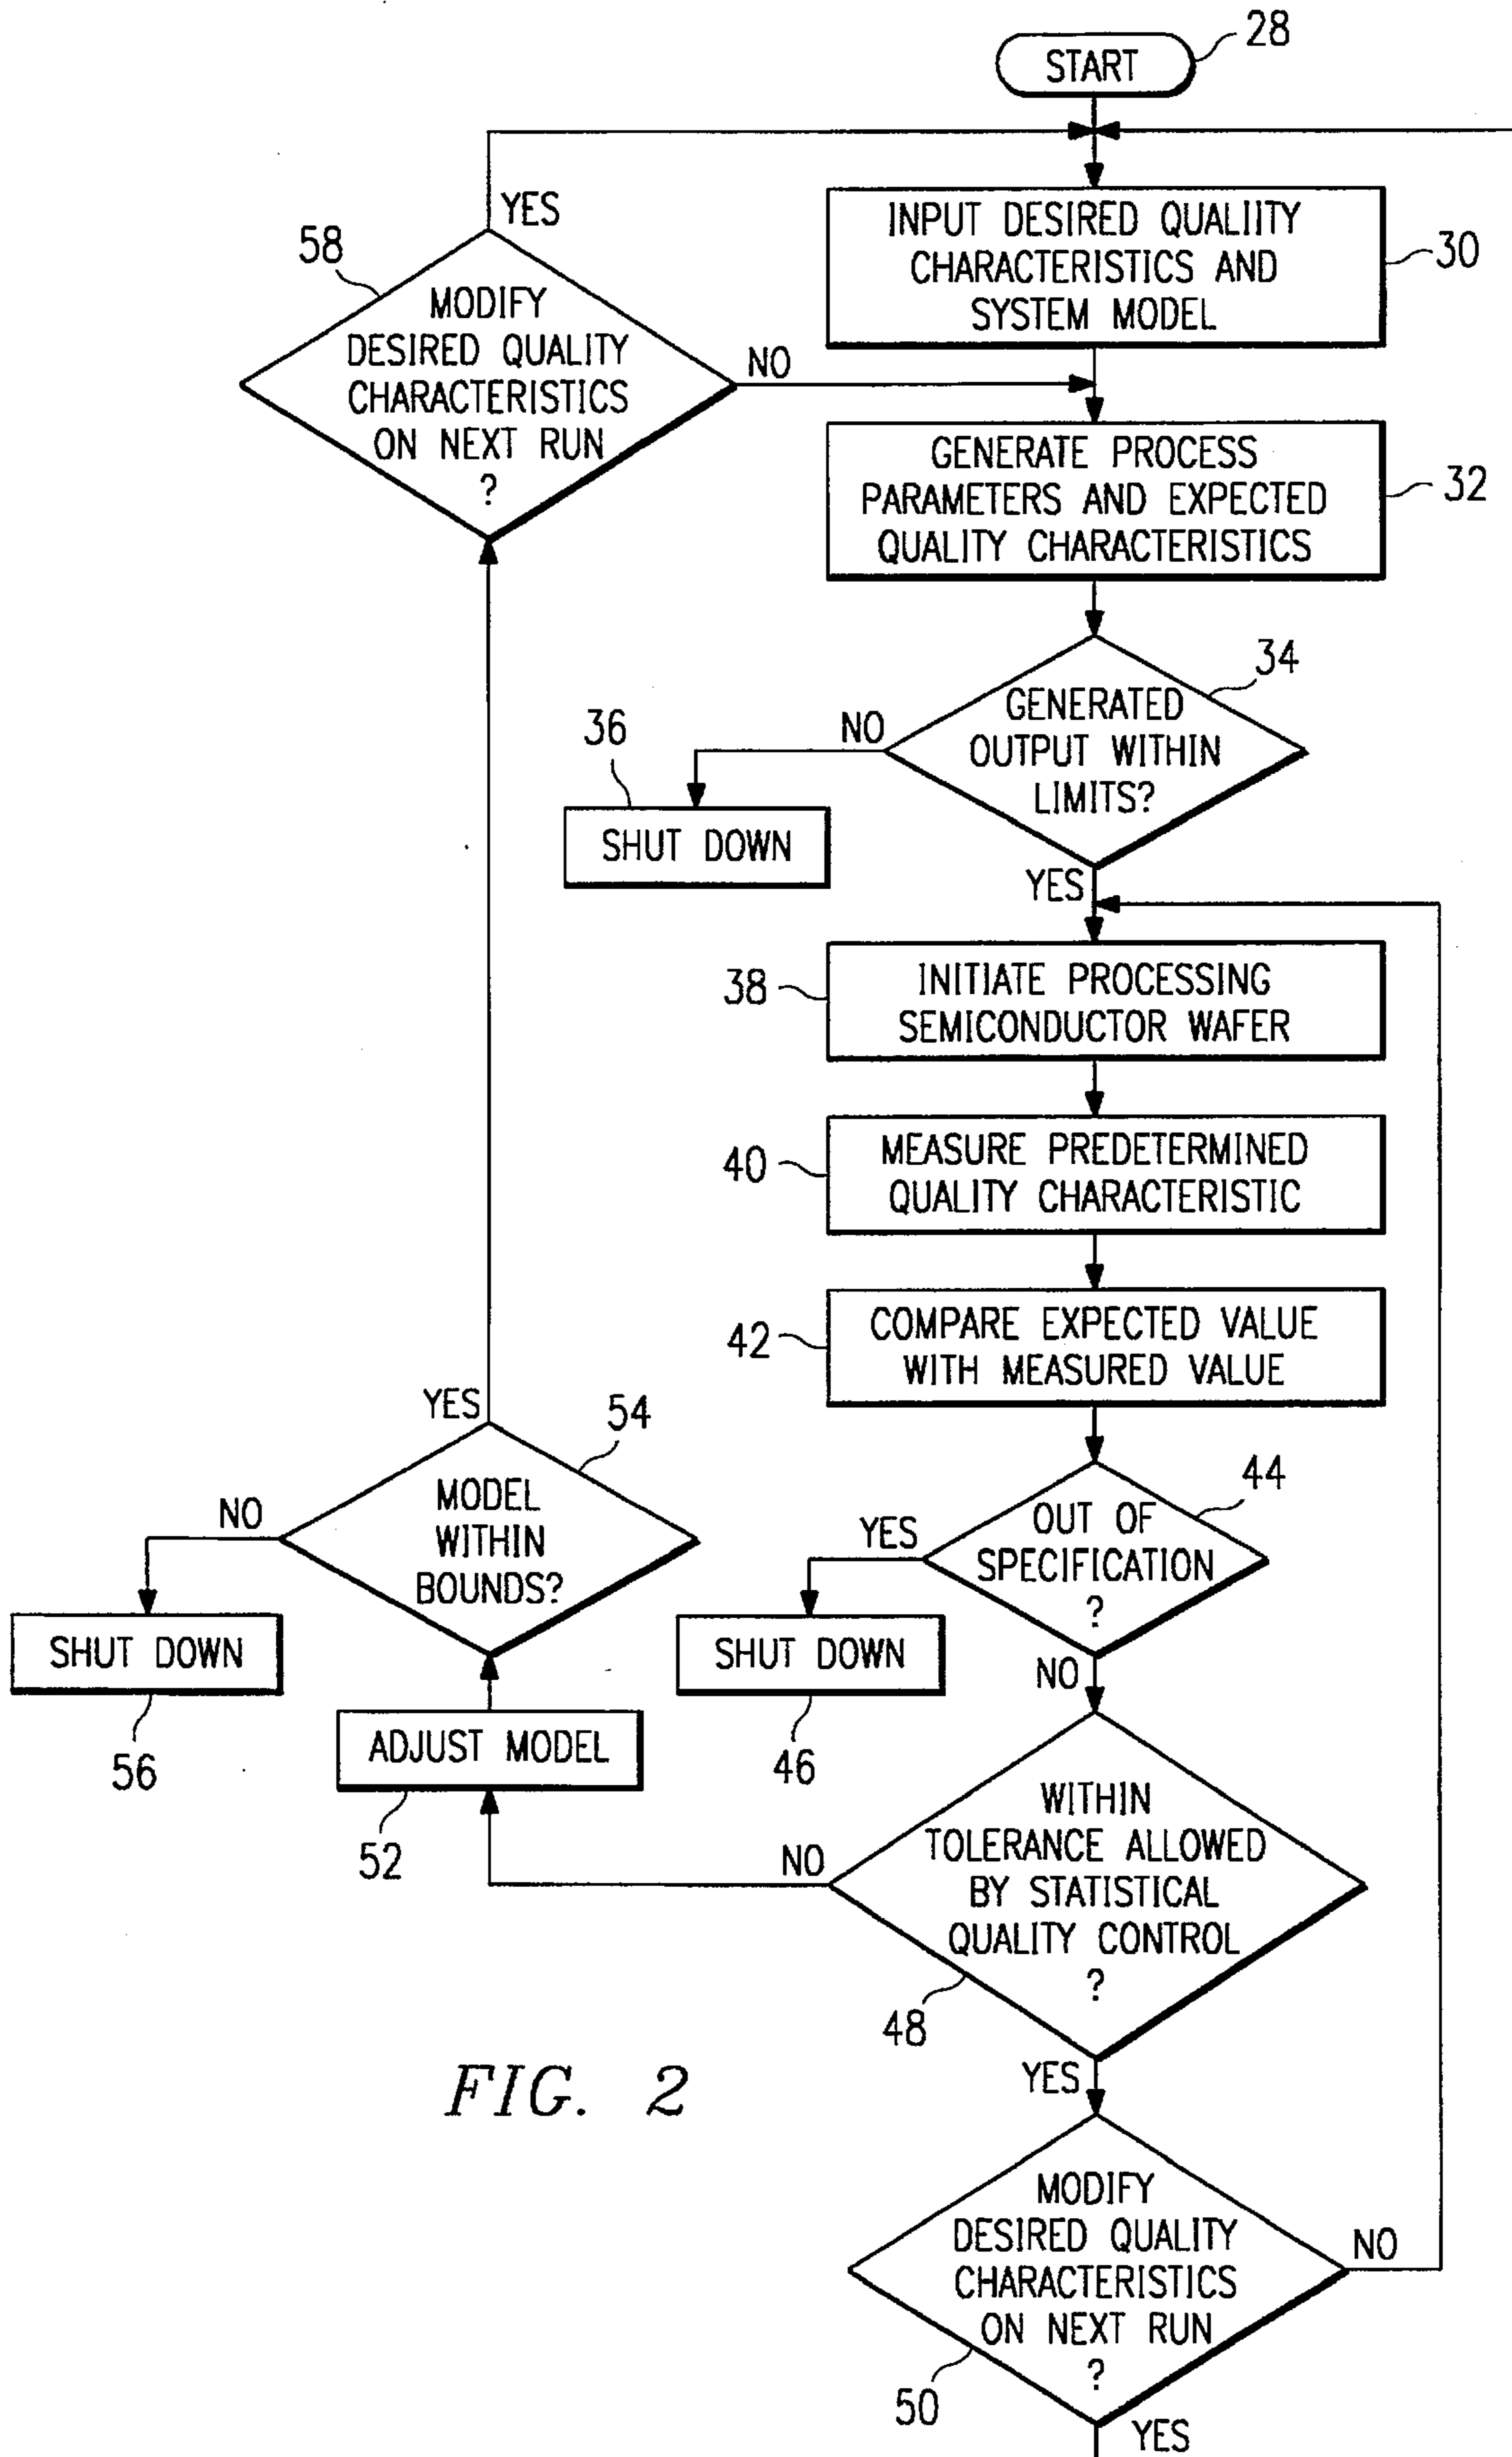 START
28
INPUT DESIRED QUALIITY
CHARACTERISTICS AND
SYSTEM MODEL
30
YES
58
MODIFY
DESIRED QUALITY
CHARACTERISTICS
ON NEXT RUN
?
NO
GENERATE PROCESS
PARAMETERS AND EXPECTED
QUALITY CHARACTERISTICS
32
34
GENERATED
OUTPUT WITHIN
LIMITS?
NO
36
SHUT DOWN
YES
38
INITIATE PROCESSING
SEMICONDUCTOR WAFER
40
MEASURE PREDETERMINED
QUALITY CHARACTERISTIC
42
COMPARE EXPECTED VALUE
WITH MEASURED VALUE
44
OUT OF
SPECIFICATION
?
YES
SHUT DOWN
46
NO
YES
54
MODEL
WITHIN
BOUNDS?
NO
SHUT DOWN
56
ADJUST MODEL
52
NO
WITHIN
TOLERANCE ALLOWED
BY STATISTICAL
QUALITY CONTROL
?
48
YES
FIG. 2
MODIFY
DESIRED QUALITY
CHARACTERISTICS
ON NEXT RUN
?
NO
50
YES